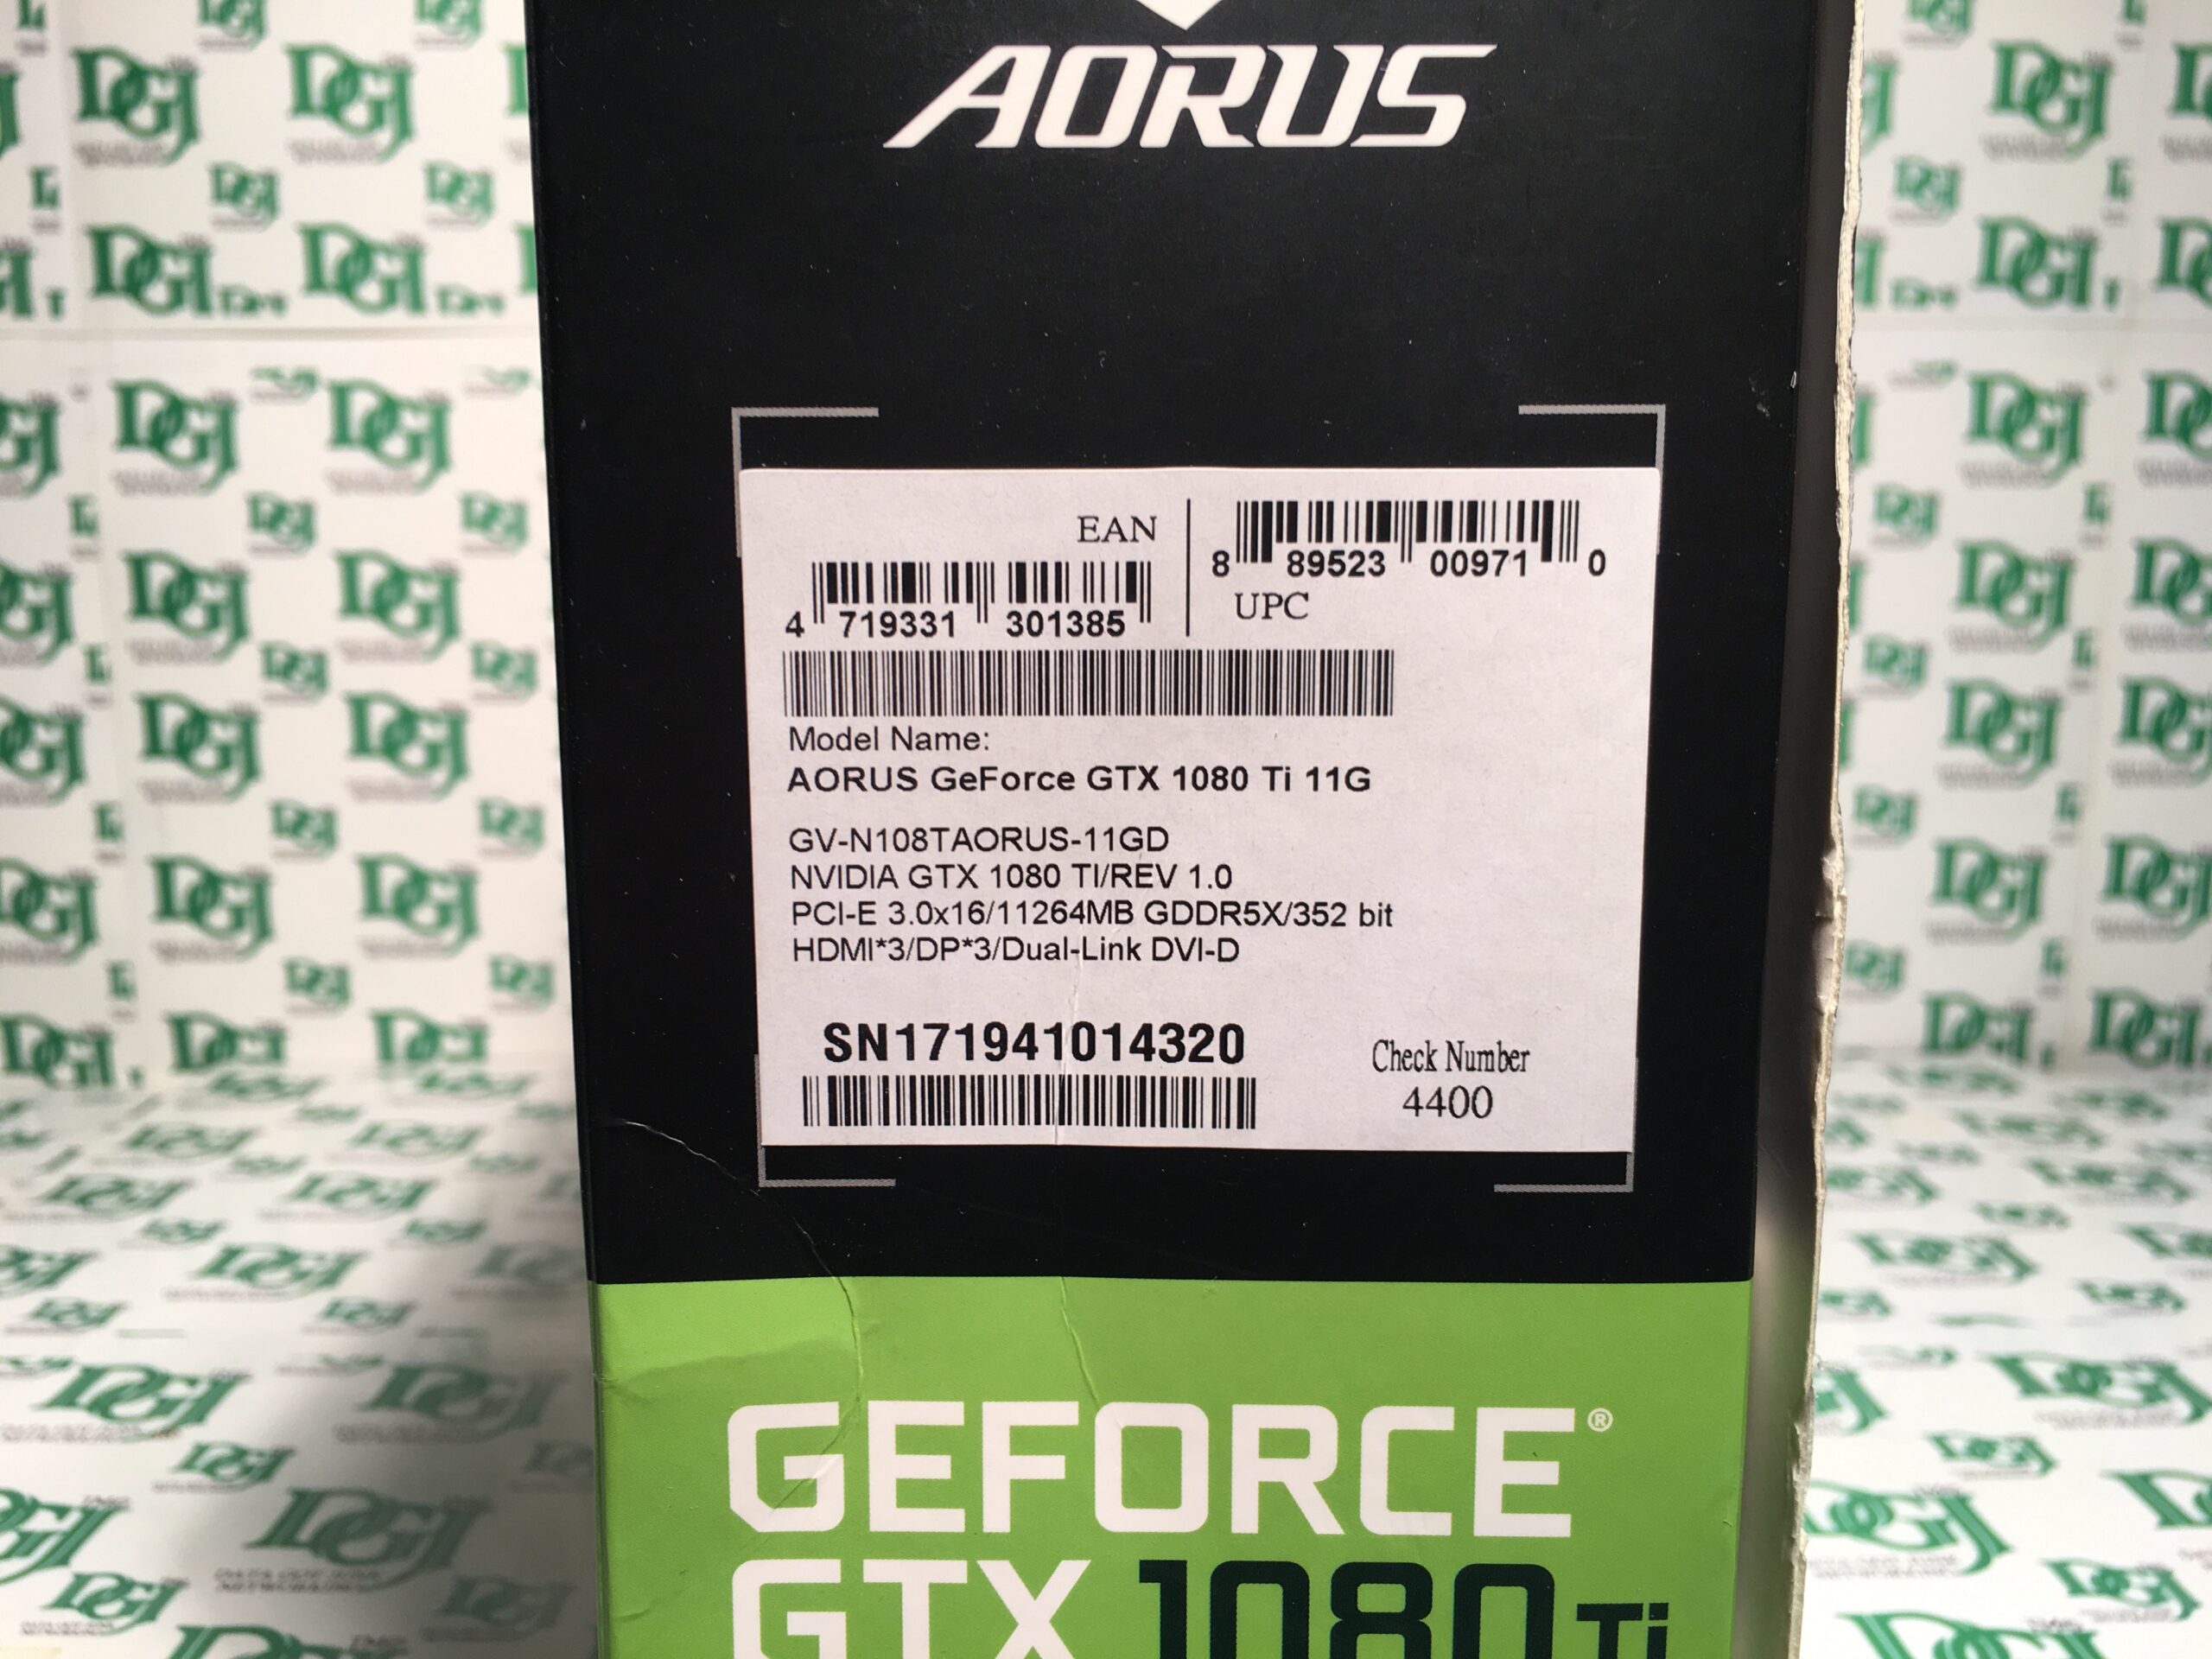 AORUS
EAN
4 719331 301385
8 89523 00971 0
UPC
Model Name:
AORUS GeForce GTX 1080 Ti 11G
GV-N108TAORUS-11GD
NVIDIA GTX 1080 TI/REV 1.0
PCI-E 3.0x16/11264MB GDDR5X/352 bit
HDMI*3/DP*3/Dual-Link DVI-D
SN171941014320
Check Number
4400
GEFORCE®
GTX 1080 Ti
DGJ